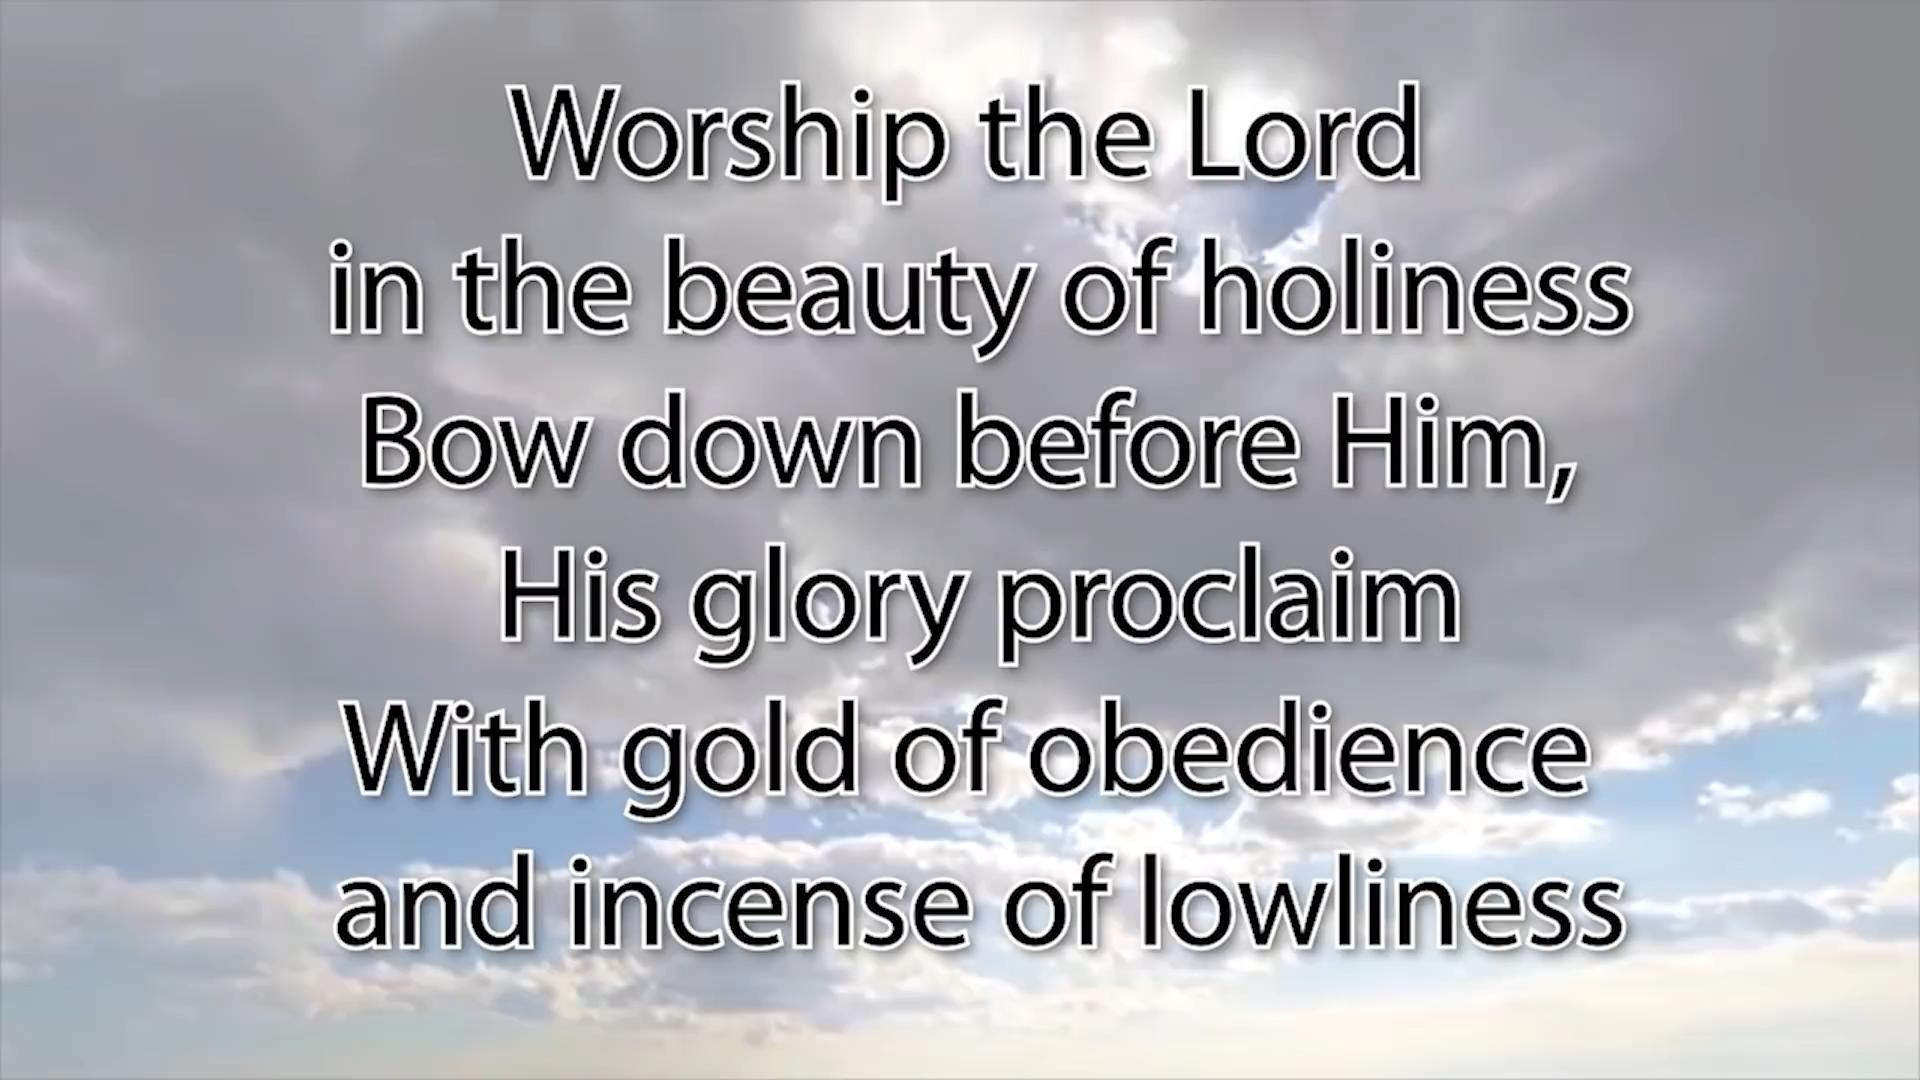 Worship the Lord
in the beauty of holiness
Bow down before Him,
His glory proclaim
With gold of obedience
and incense of lowliness